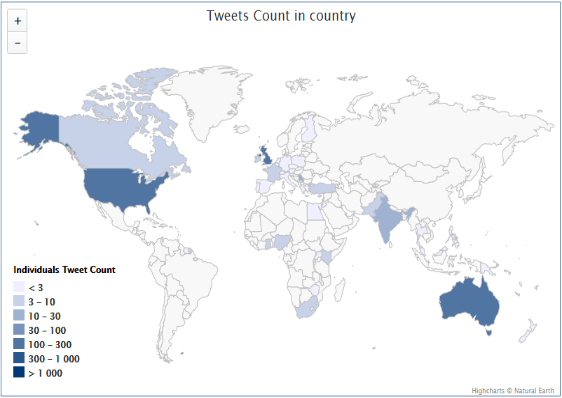 Tweets Count in country
+
−
Individuals Tweet Count
< 3
3 – 10
10 – 30
30 – 100
100 – 300
300 – 1 000
> 1 000
Highcharts © Natural Earth